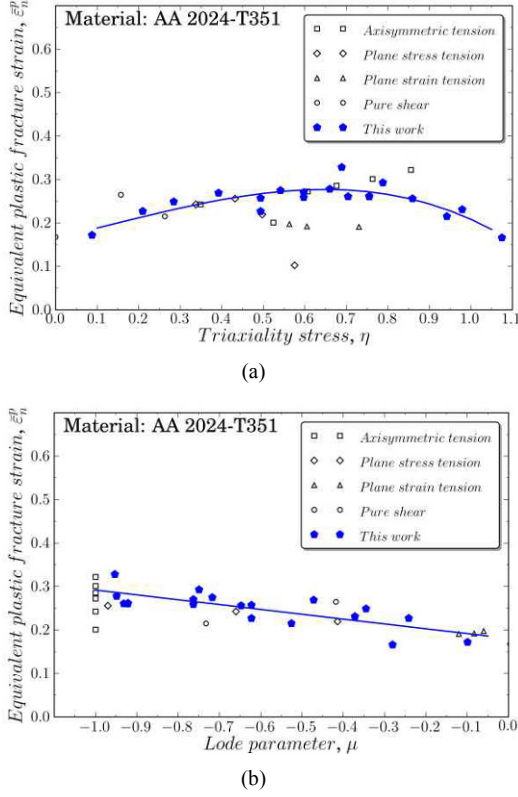 Material: AA 2024-T351
Axisymmetric tension
Plane stress tension
Plane strain tension
Pure shear
This work
Equivalent plastic fracture strain, ε̄ₙᵖ
0.6
0.5
0.4
0.3
0.2
0.1
0.0
0.0 0.1 0.2 0.3 0.4 0.5 0.6 0.7 0.8 0.9 1.0 1.1
Triaxiality stress, η
(a)
Material: AA 2024-T351
Axisymmetric tension
Plane stress tension
Plane strain tension
Pure shear
This work
Equivalent plastic fracture strain, ε̄ₙᵖ
0.6
0.5
0.4
0.3
0.2
0.1
0.0
−1.0 −0.9 −0.8 −0.7 −0.6 −0.5 −0.4 −0.3 −0.2 −0.1 0.0
Lode parameter, μ
(b)